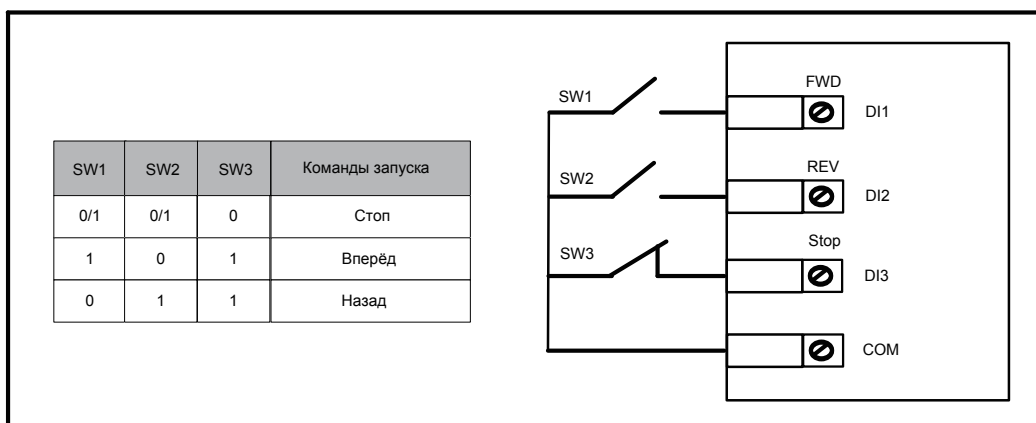 SW1 SW2 SW3 Команды запуска
0/1 0/1 0 Стоп
1 0 1 Вперёд
0 1 1 Назад
FWD
SW1 DI1
REV
SW2 DI2
Stop
SW3 DI3
COM